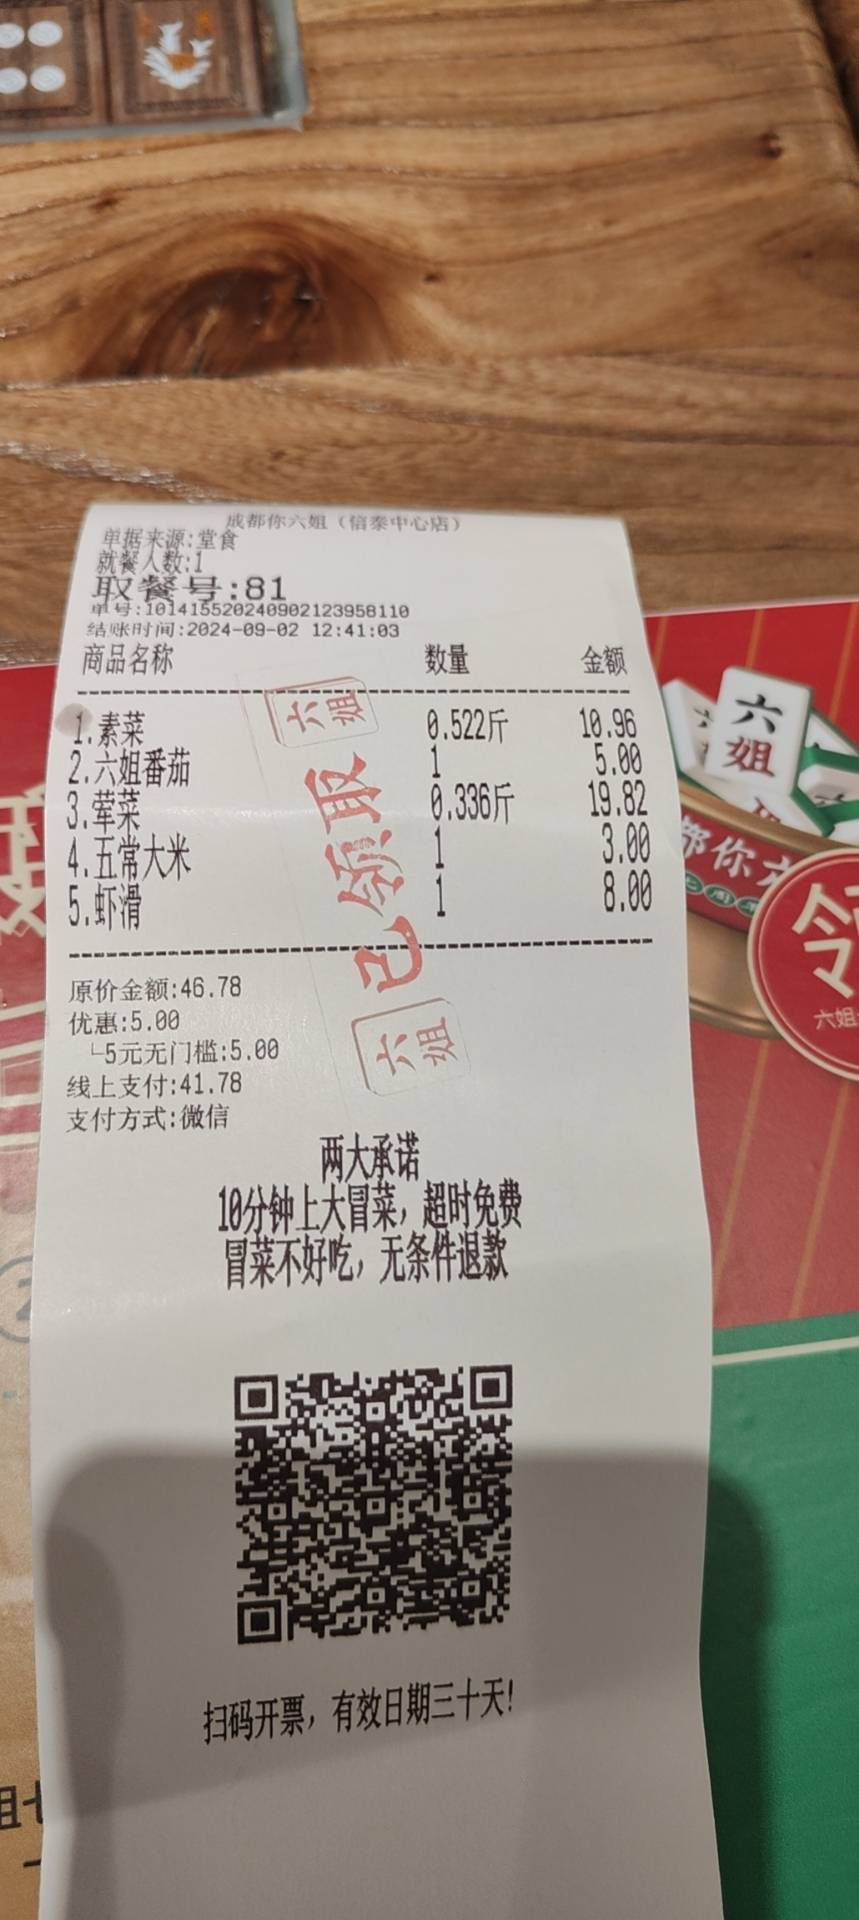 成都你六姐（信泰中心店）
单据来源:堂食
就餐人数:1
取餐号:81
单号:101415520240902123958110
结账时间:2024-09-02 12:41:03
商品名称 数量 金额
1.素菜 0.522斤 10.96
2.六姐番茄 1 5.00
3.荤菜 0.336斤 19.82
4.五常大米 1 3.00
5.虾滑 1 8.00
六姐
已领取
六姐
原价金额:46.78
优惠:5.00
└5元无门槛:5.00
线上支付:41.78
支付方式:微信
两大承诺
10分钟上大冒菜，超时免费
冒菜不好吃，无条件退款
扫码开票，有效日期三十天!
六姐
都你六
领
六姐